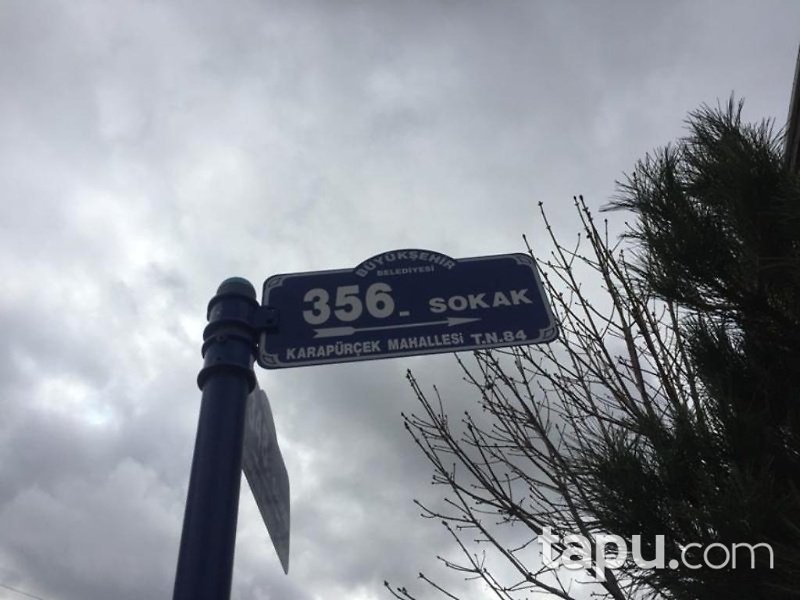 BÜYÜKŞEHİR
BELEDİYESİ
356. SOKAK
KARAPÜRÇEK MAHALLESİ T.N.84
tapu.com